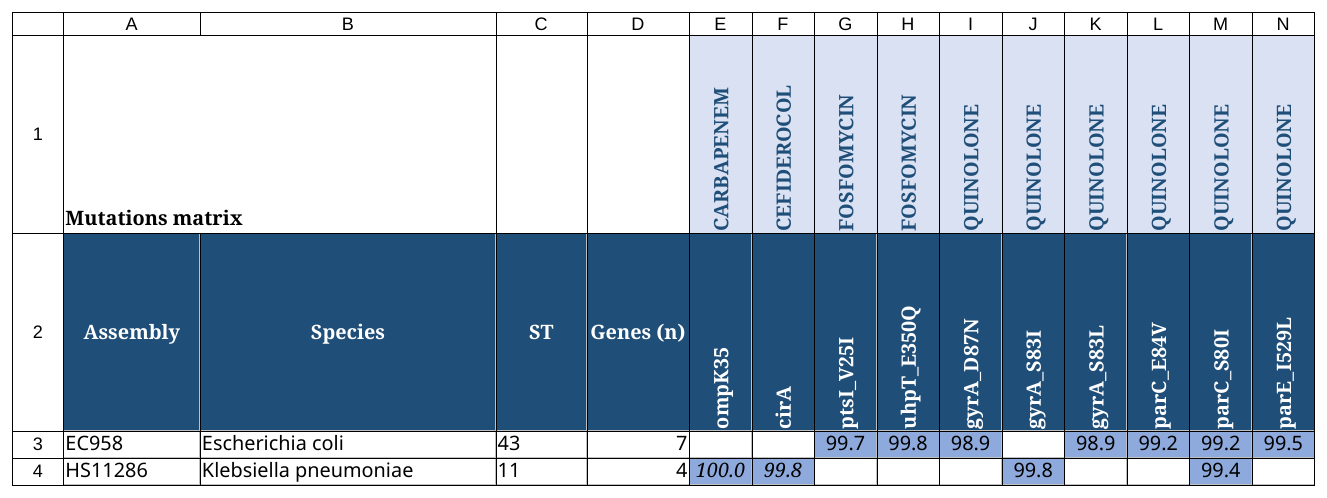 A B C D E F G H I J K L M N
1 Mutations matrix CARBAPENEM CEFIDEROCOL FOSFOMYCIN FOSFOMYCIN QUINOLONE QUINOLONE QUINOLONE QUINOLONE QUINOLONE QUINOLONE
2 Assembly Species ST Genes (n) ompK35 cirA ptsI_V25I uhpT_E350Q gyrA_D87N gyrA_S83I gyrA_S83L parC_E84V parC_S80I parE_I529L
3 EC958 Escherichia coli 43 7 99.7 99.8 98.9 98.9 99.2 99.2 99.5
4 HS11286 Klebsiella pneumoniae 11 4 100.0 99.8 99.8 99.4